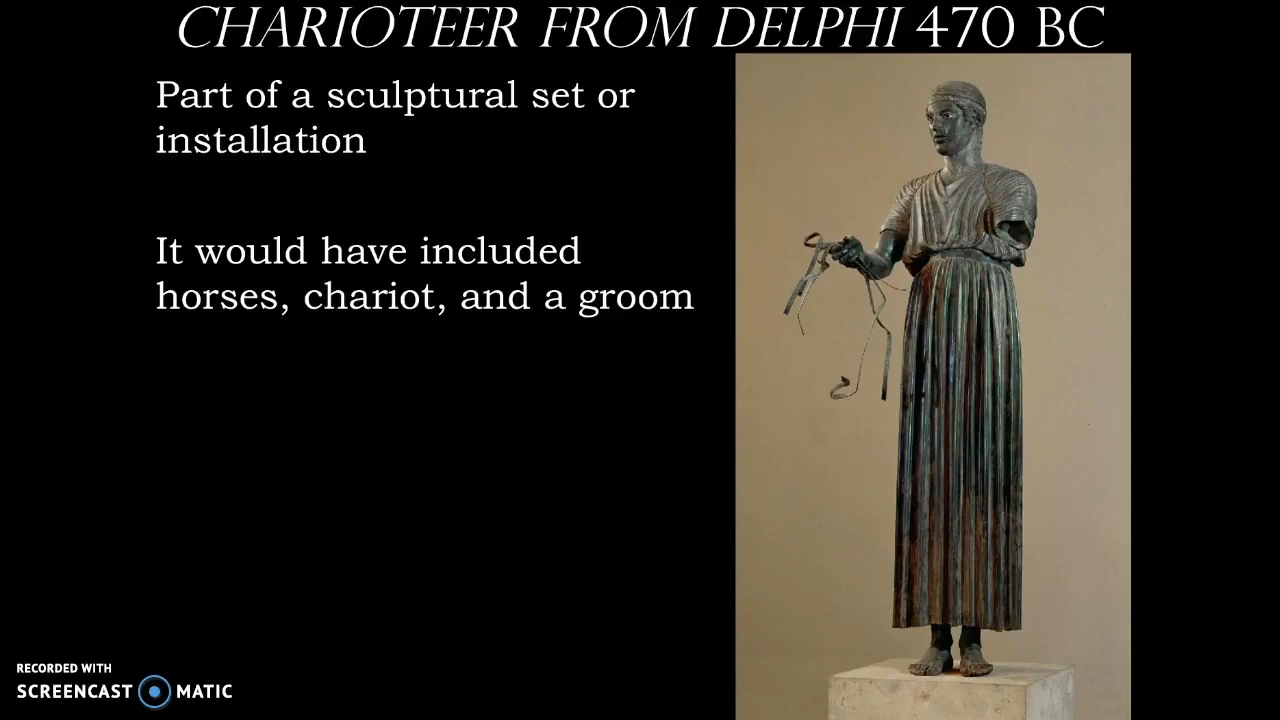 CHARIOTEER FROM DELPHI 470 BC
Part of a sculptural set or
installation
It would have included
horses, chariot, and a groom
RECORDED WITH
SCREENCAST MATIC